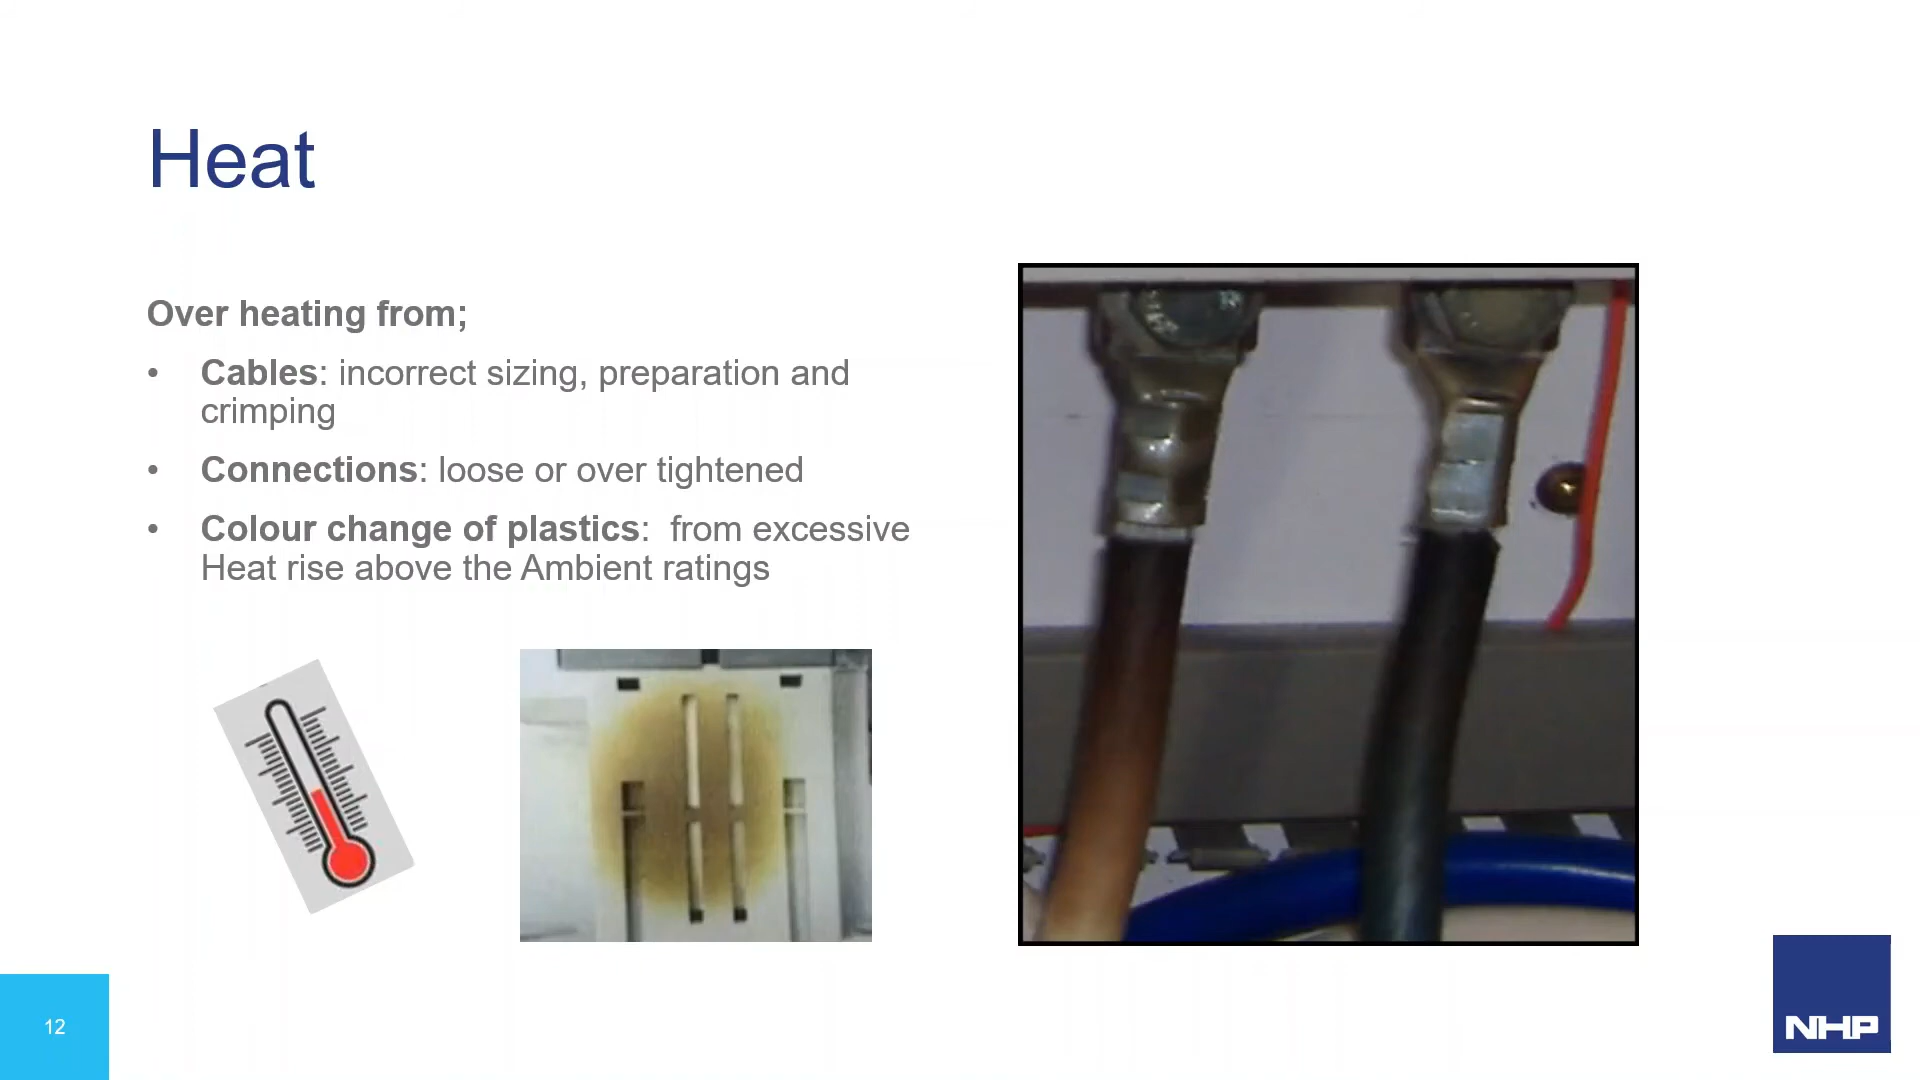 Heat
Over heating from;
• Cables: incorrect sizing, preparation and
crimping
• Connections: loose or over tightened
• Colour change of plastics:  from excessive
Heat rise above the Ambient ratings
12
NHP